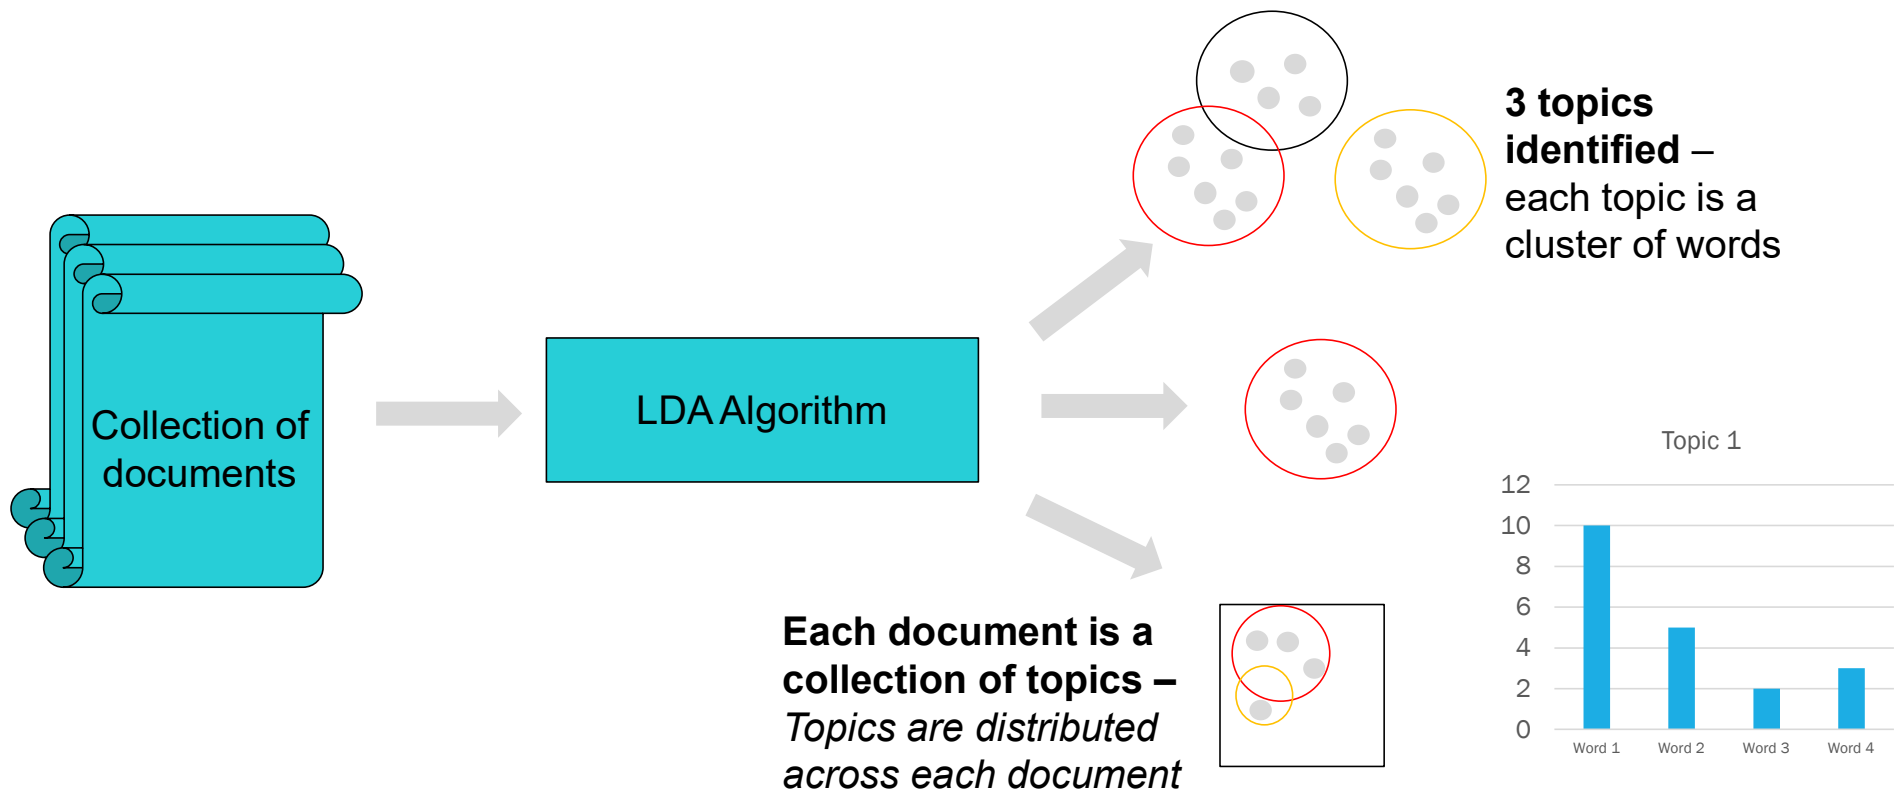 3 topics
identified –
each topic is a
cluster of words
Collection of
documents
LDA Algorithm
Topic 1
12
10
8
6
4
2
0
Word 1 Word 2 Word 3 Word 4
Each document is a
collection of topics –
Topics are distributed
across each document